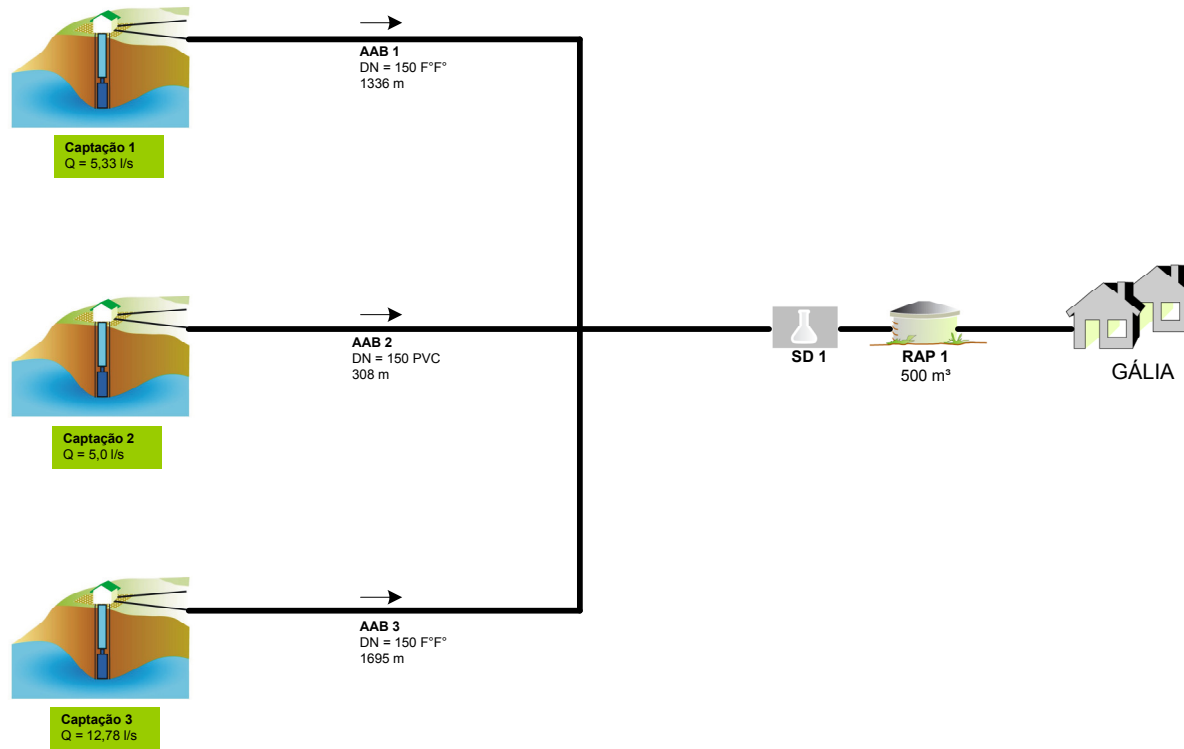 AAB 1
DN = 150 F°F°
1336 m
Captação 1
Q = 5,33 l/s
AAB 2
DN = 150 PVC
308 m
SD 1
RAP 1
500 m³
GÁLIA
Captação 2
Q = 5,0 l/s
AAB 3
DN = 150 F°F°
1695 m
Captação 3
Q = 12,78 l/s